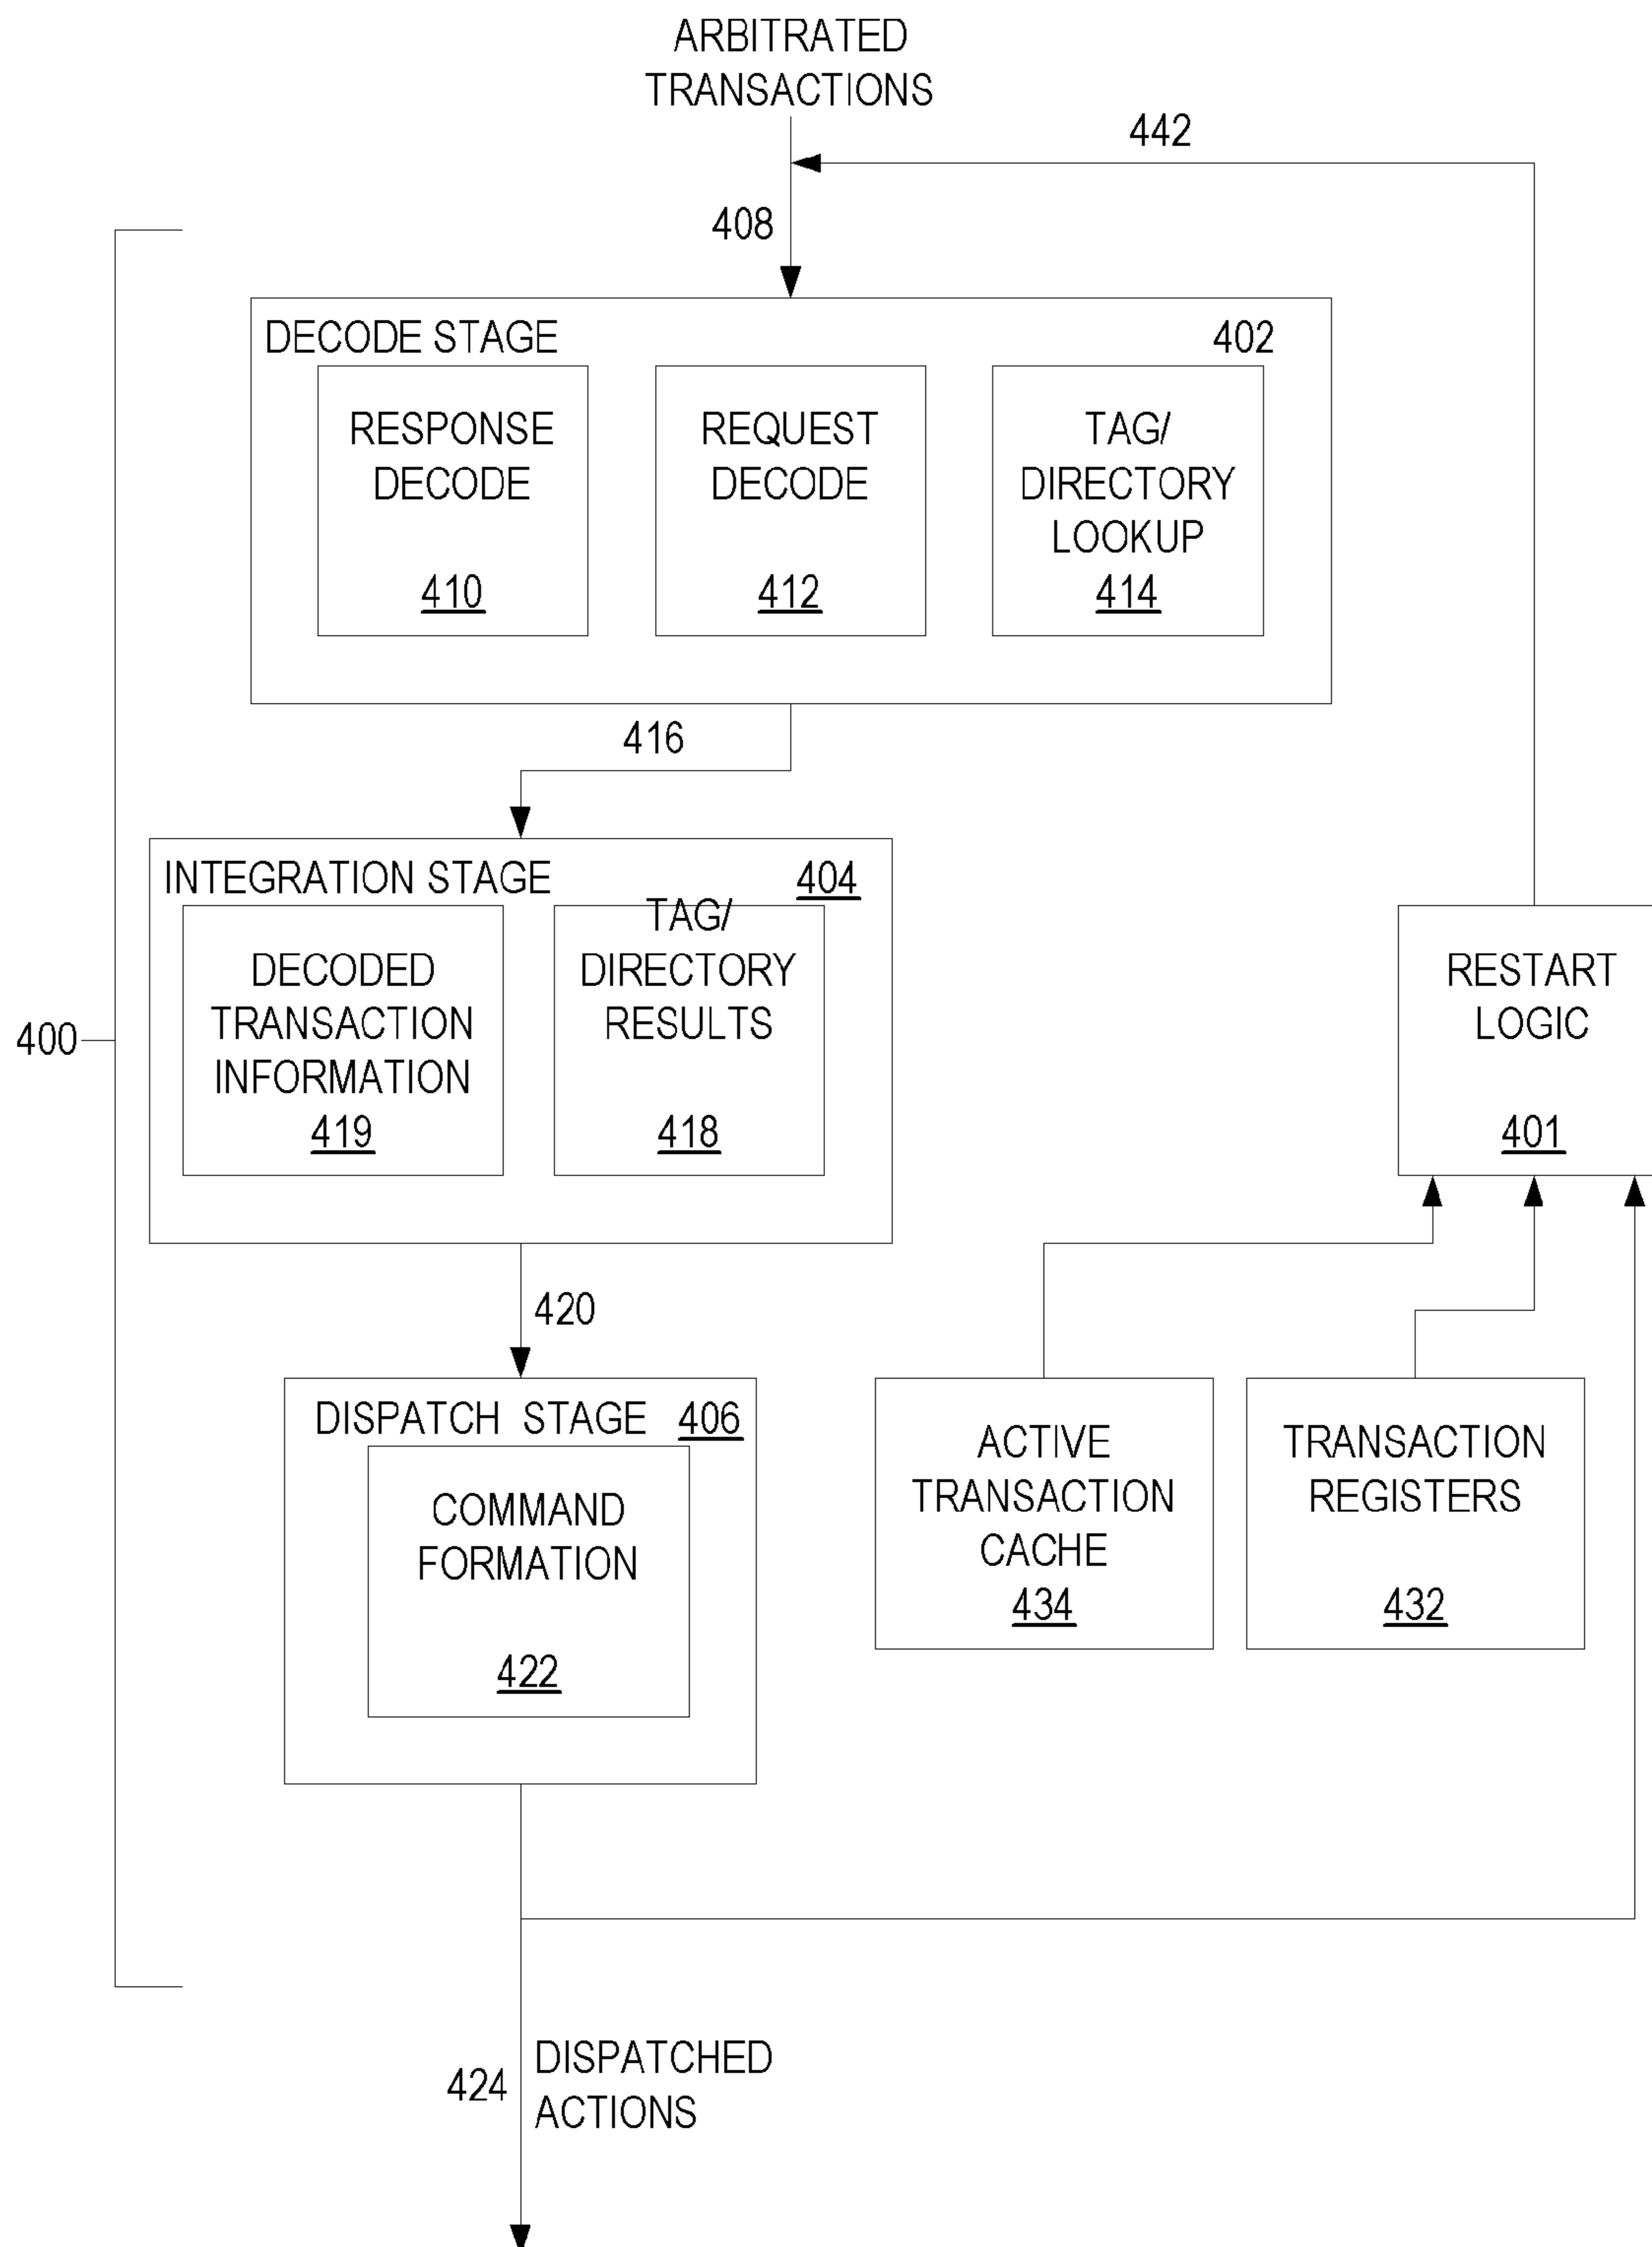 ARBITRATED
TRANSACTIONS
442
408
DECODE STAGE
402
RESPONSE
DECODE
410
REQUEST
DECODE
412
TAG/
DIRECTORY
LOOKUP
414
416
INTEGRATION STAGE
404
DECODED
TRANSACTION
INFORMATION
419
TAG/
DIRECTORY
RESULTS
418
RESTART
LOGIC
401
400
420
DISPATCH STAGE
406
COMMAND
FORMATION
422
ACTIVE
TRANSACTION
CACHE
434
TRANSACTION
REGISTERS
432
424
DISPATCHED
ACTIONS